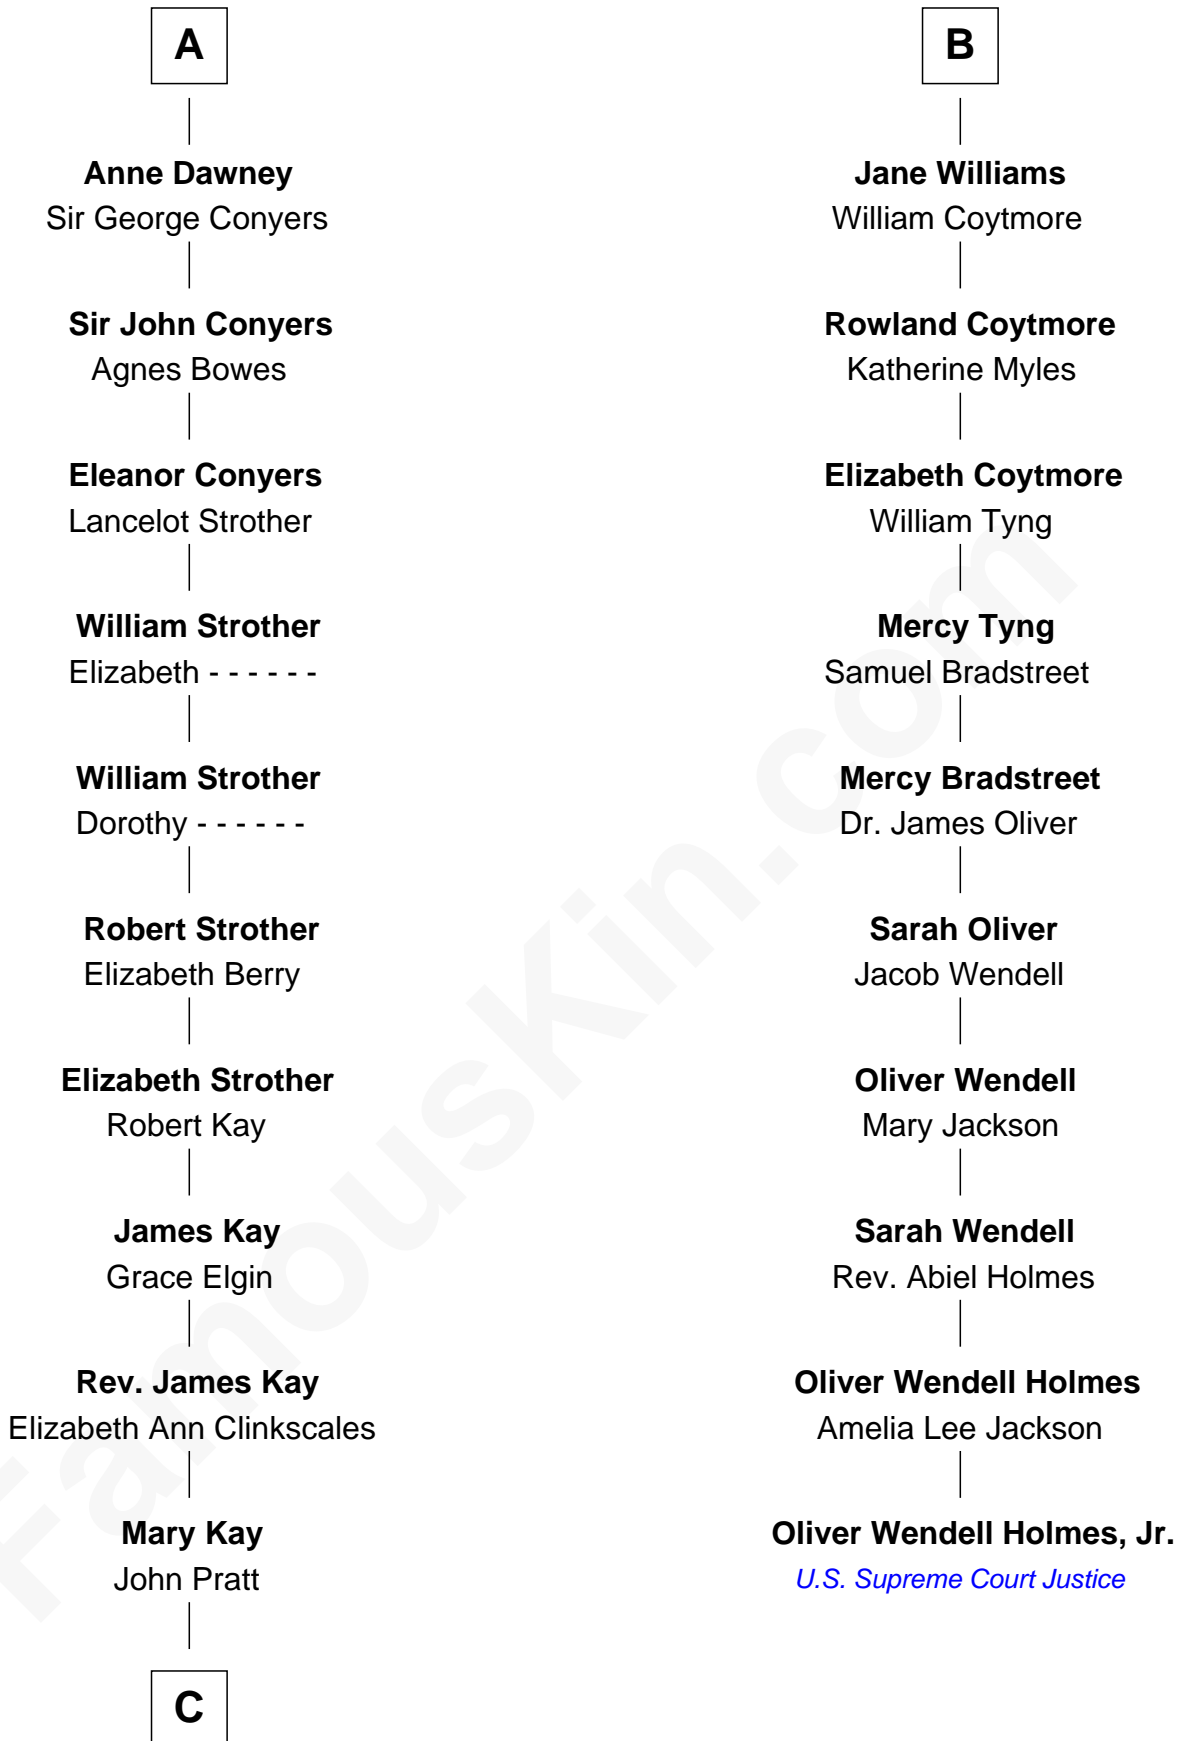 A
Anne Dawney
Sir George Conyers
Sir John Conyers
Agnes Bowes
Eleanor Conyers
Lancelot Strother
William Strother
Elizabeth - - - - - -
William Strother
Dorothy - - - - - -
Robert Strother
Elizabeth Berry
Elizabeth Strother
Robert Kay
James Kay
Grace Elgin
Rev. James Kay
Elizabeth Ann Clinkscales
Mary Kay
John Pratt
C
B
Jane Williams
William Coytmore
Rowland Coytmore
Katherine Myles
Elizabeth Coytmore
William Tyng
Mercy Tyng
Samuel Bradstreet
Mercy Bradstreet
Dr. James Oliver
Sarah Oliver
Jacob Wendell
Oliver Wendell
Mary Jackson
Sarah Wendell
Rev. Abiel Holmes
Oliver Wendell Holmes
Amelia Lee Jackson
Oliver Wendell Holmes, Jr.
U.S. Supreme Court Justice
FamousKin.com